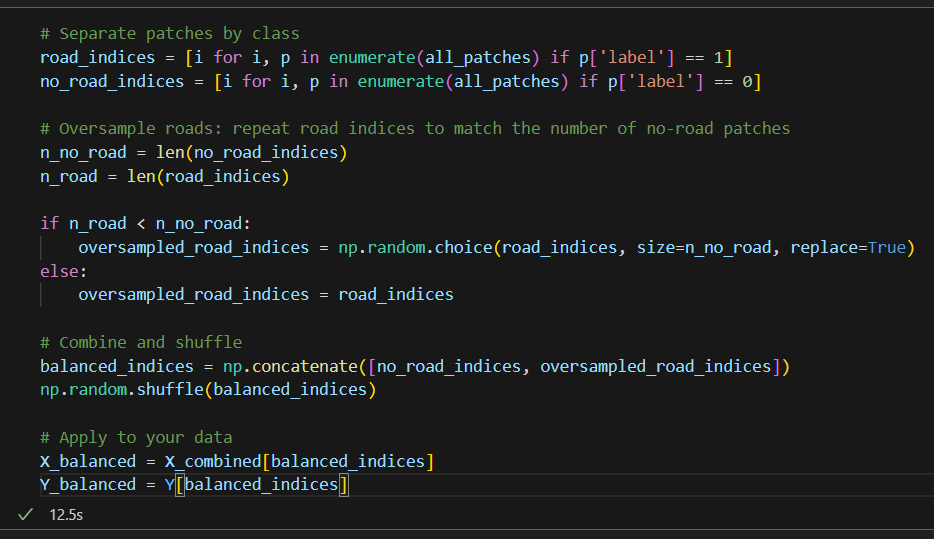 # Separate patches by class
road_indices = [i for i, p in enumerate(all_patches) if p['label'] == 1]
no_road_indices = [i for i, p in enumerate(all_patches) if p['label'] == 0]
# Oversample roads: repeat road indices to match the number of no-road patches
n_no_road = len(no_road_indices)
n_road = len(road_indices)
if n_road < n_no_road:
    oversampled_road_indices = np.random.choice(road_indices, size=n_no_road, replace=True)
else:
    oversampled_road_indices = road_indices
# Combine and shuffle
balanced_indices = np.concatenate([no_road_indices, oversampled_road_indices])
np.random.shuffle(balanced_indices)
# Apply to your data
X_balanced = X_combined[balanced_indices]
Y_balanced = Y[balanced_indices]
12.5s